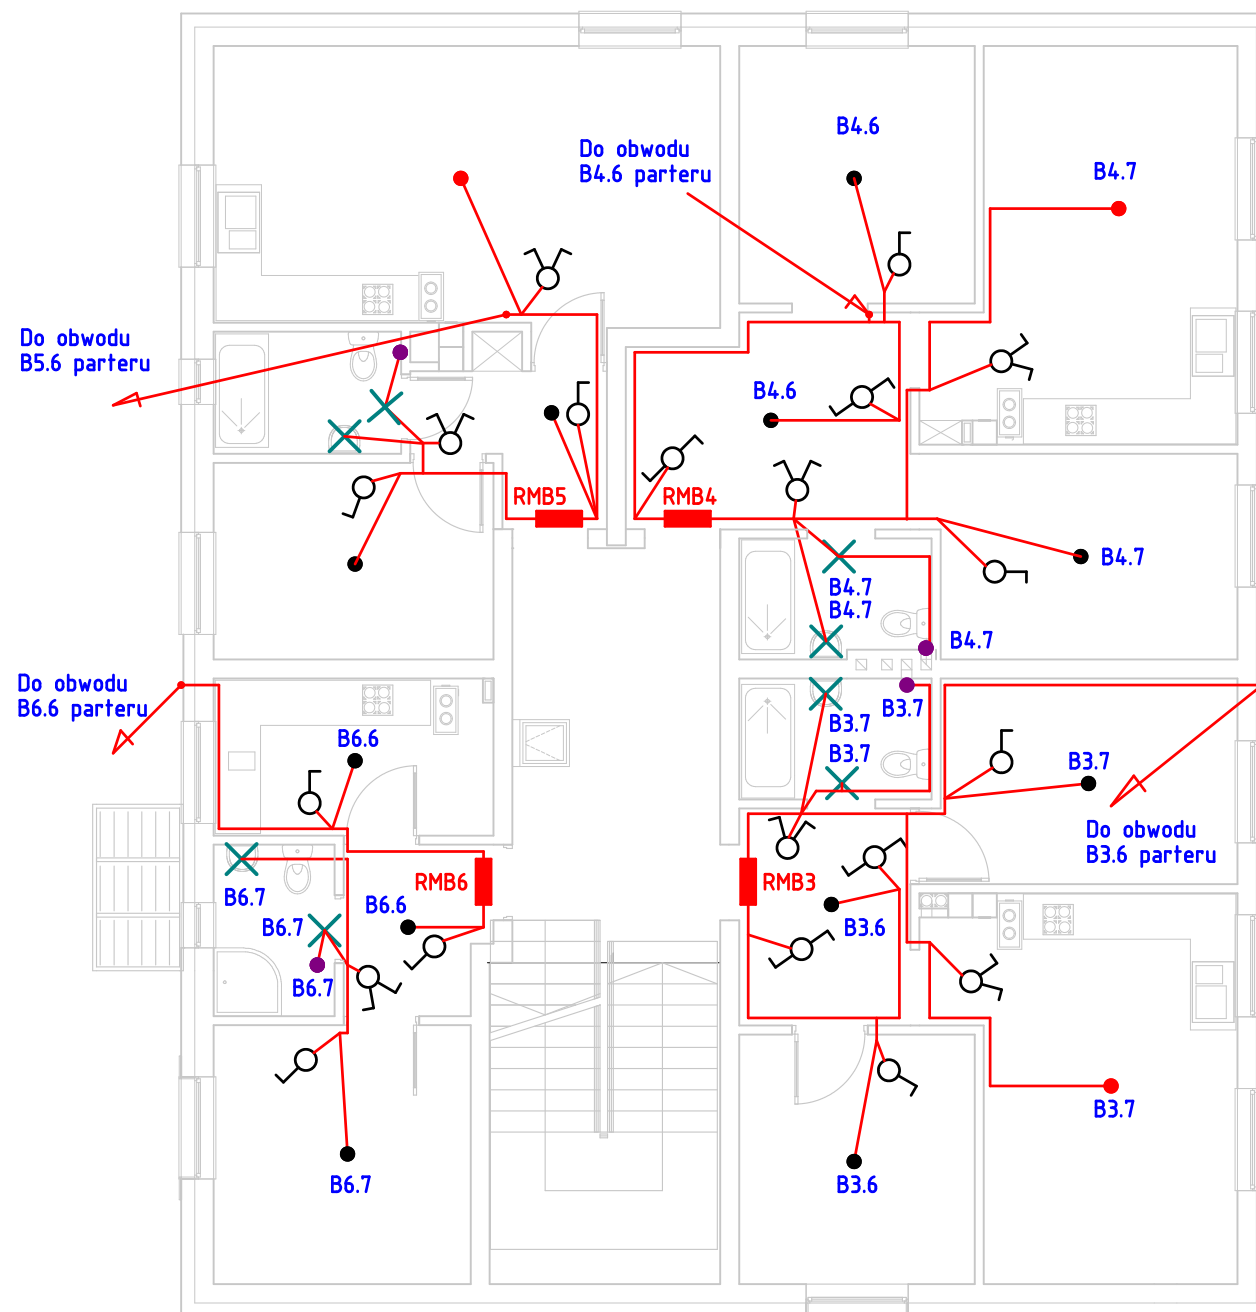 B4.6
Do obwodu
B4.6 parteru
B4.7
Do obwodu
B5.6 parteru
B4.6
RMB5
RMB4
B4.7
B4.7
B4.7
B4.7
Do obwodu
B6.6 parteru
B3.7
B3.7
B6.6
B3.7
B3.7
Do obwodu
B3.6 parteru
RMB6
RMB3
B6.7
B6.6
B6.7
B3.6
B6.7
B3.7
B6.7
B3.6